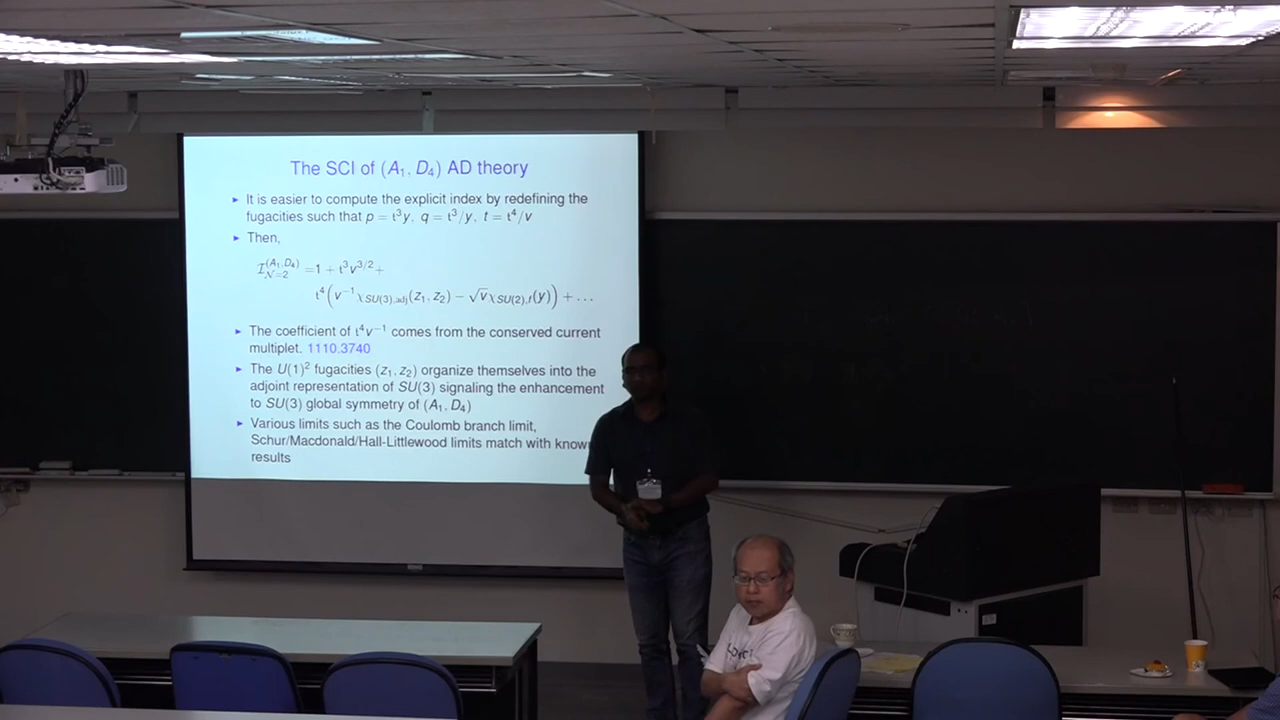 The SCI of (A₁, D₄) AD theory
▸ It is easier to compute the explicit index by redefining the
fugacities such that p = t³y, q = t³/y, t = t⁴/v
▸ Then,
ℐ^{(A₁,D₄)}_{𝒩=2} = 1 + t³v^{3/2} +
t⁴(v⁻¹χ_{SU(3),adj}(z₁, z₂) − √v χ_{SU(2),f}(y)) + ...
▸ The coefficient of t⁴v⁻¹ comes from the conserved current
multiplet. 1110.3740
▸ The U(1)² fugacities (z₁, z₂) organize themselves into the
adjoint representation of SU(3) signaling the enhancement
to SU(3) global symmetry of (A₁, D₄)
▸ Various limits such as the Coulomb branch limit,
Schur/Macdonald/Hall-Littlewood limits match with known
results